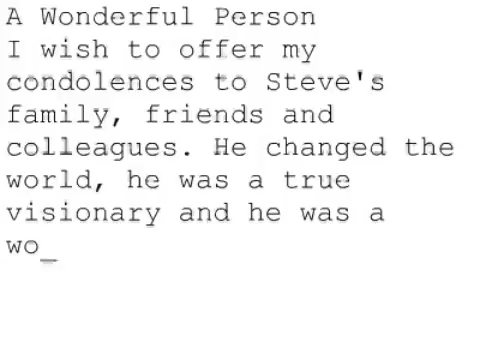 A Wonderful Person
I wish to offer my
condolences to Steve's
family, friends and
colleagues. He changed the
world, he was a true
visionary and he was a
wo_